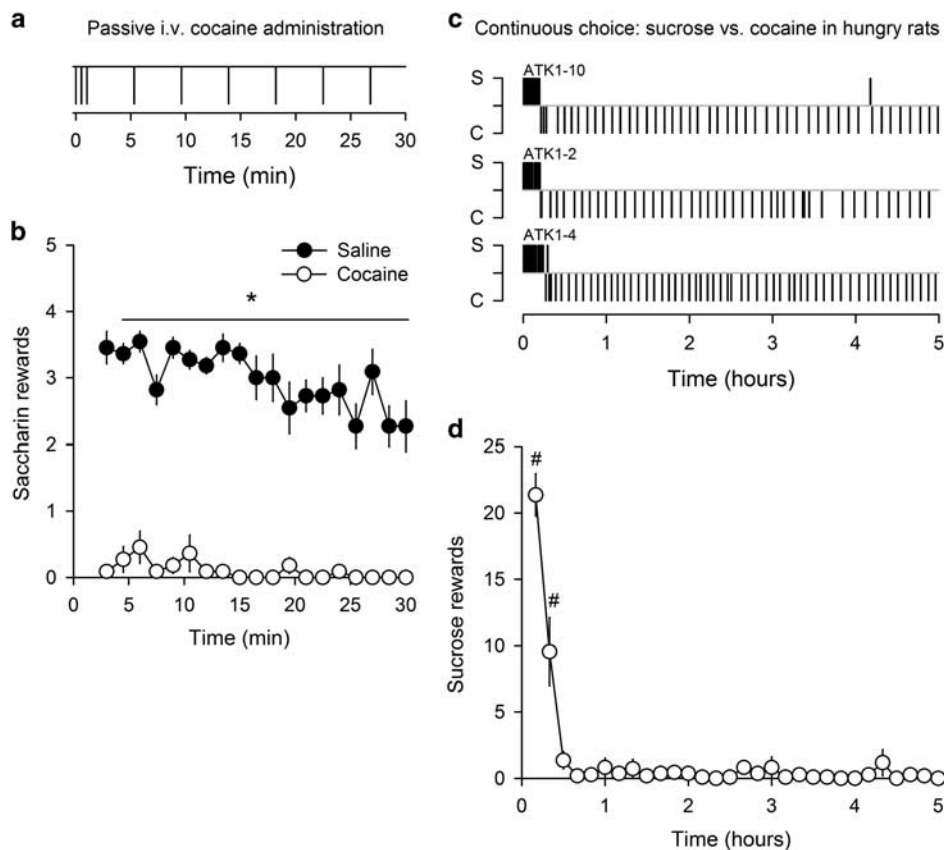 a
Passive i.v. cocaine administration
0 5 10 15 20 25 30
Time (min)
b
5
4
3
2
1
0
Saccharin rewards
Saline
Cocaine
*
0 5 10 15 20 25 30
Time (min)
c
Continuous choice: sucrose vs. cocaine in hungry rats
ATK1-10
S
C
ATK1-2
S
C
ATK1-4
S
C
0 1 2 3 4 5
Time (hours)
d
25
20
15
10
5
0
Sucrose rewards
#
#
0 1 2 3 4 5
Time (hours)